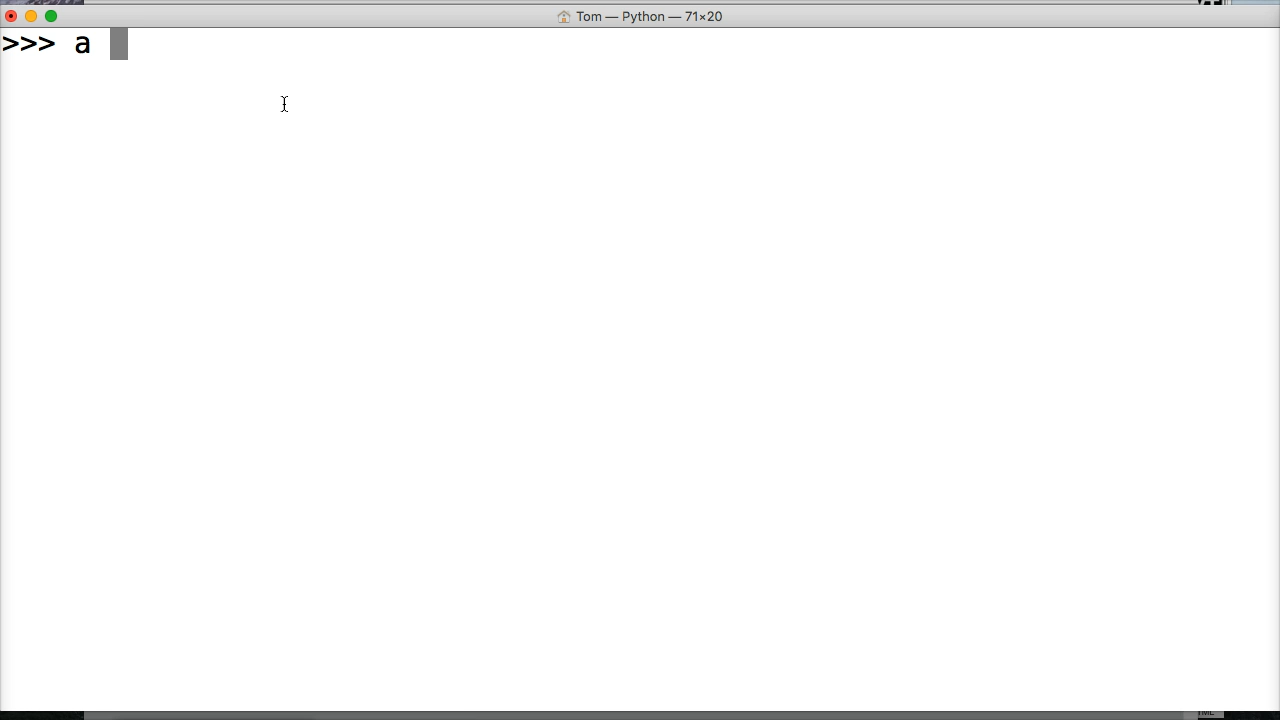 Tom — Python — 71×20
>>> a